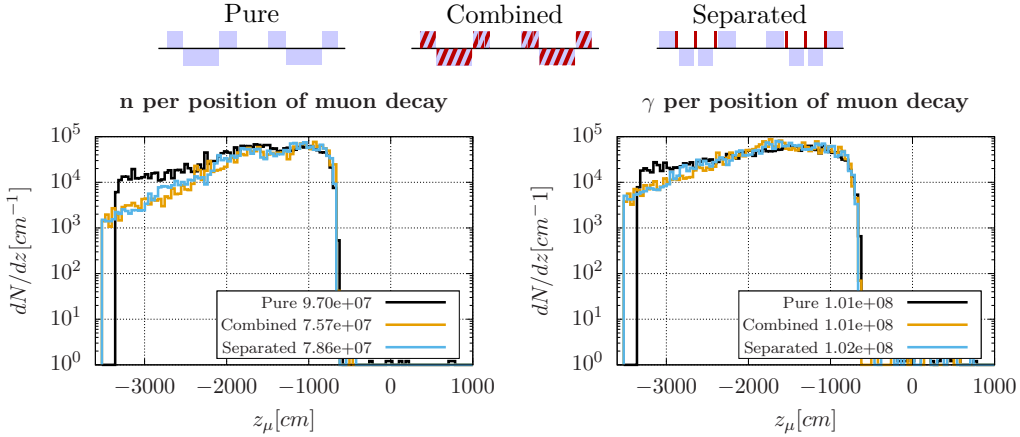 Pure Combined Separated
n per position of muon decay
10^5
10^4
10^3
10^2
10^1
10^0
dN/dz[cm^{-1}]
Pure 9.70e+07
Combined 7.57e+07
Separated 7.86e+07
−3000 −2000 −1000 0 1000
z_μ[cm]
γ per position of muon decay
10^5
10^4
10^3
10^2
10^1
10^0
dN/dz[cm^−1]
Pure 1.01e+08
Combined 1.01e+08
Separated 1.02e+08
−3000 −2000 −1000 0 1000
z_μ[cm]